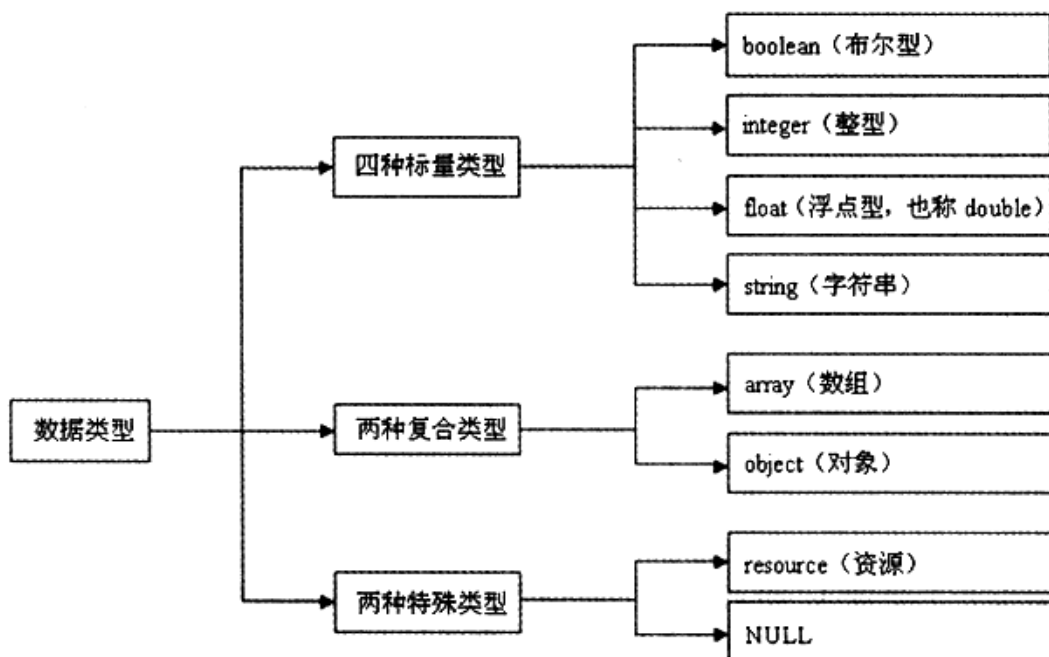 数据类型
四种标量类型
boolean（布尔型）
integer（整型）
float（浮点型，也称 double）
string（字符串）
两种复合类型
array（数组）
object（对象）
两种特殊类型
resource（资源）
NULL